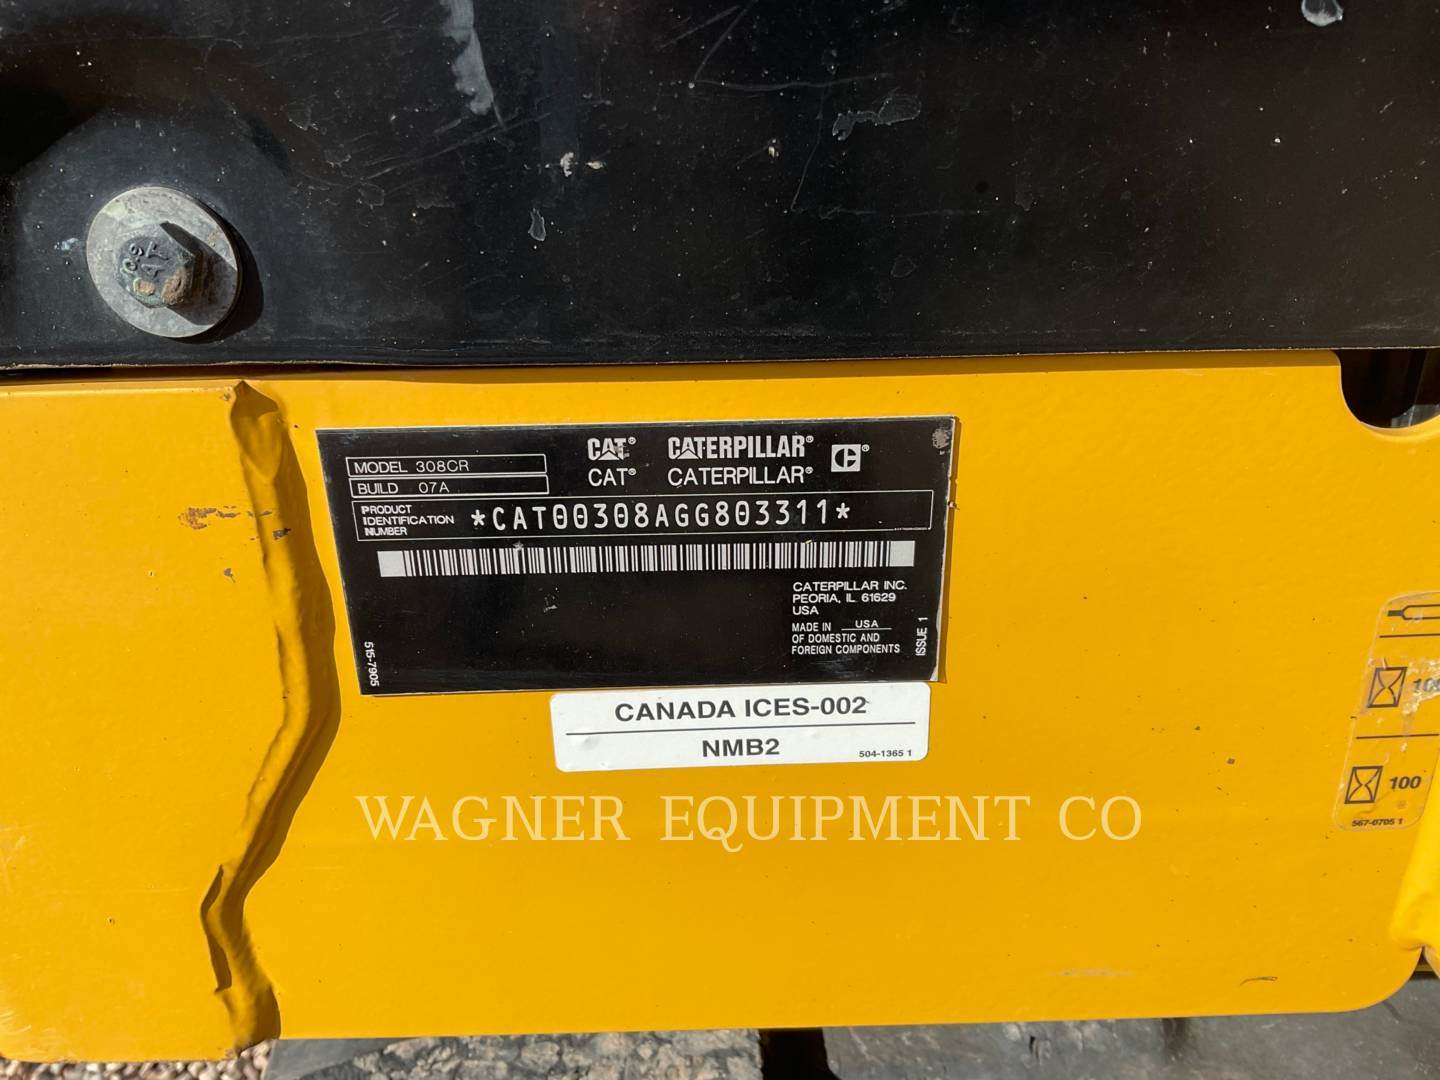 CAT® CATERPILLAR® C®
CAT® CATERPILLAR®
MODEL 308CR
BUILD 07A
PRODUCT
IDENTIFICATION
NUMBER
*CAT00308AGG803311*
CATERPILLAR INC.
PEORIA, IL 61629
USA
MADE IN USA
OF DOMESTIC AND
FOREIGN COMPONENTS
ISSUE 1
515-7905
CANADA ICES-002
NMB2
504-1365 1
100
100
567-0705 1
WAGNER EQUIPMENT CO